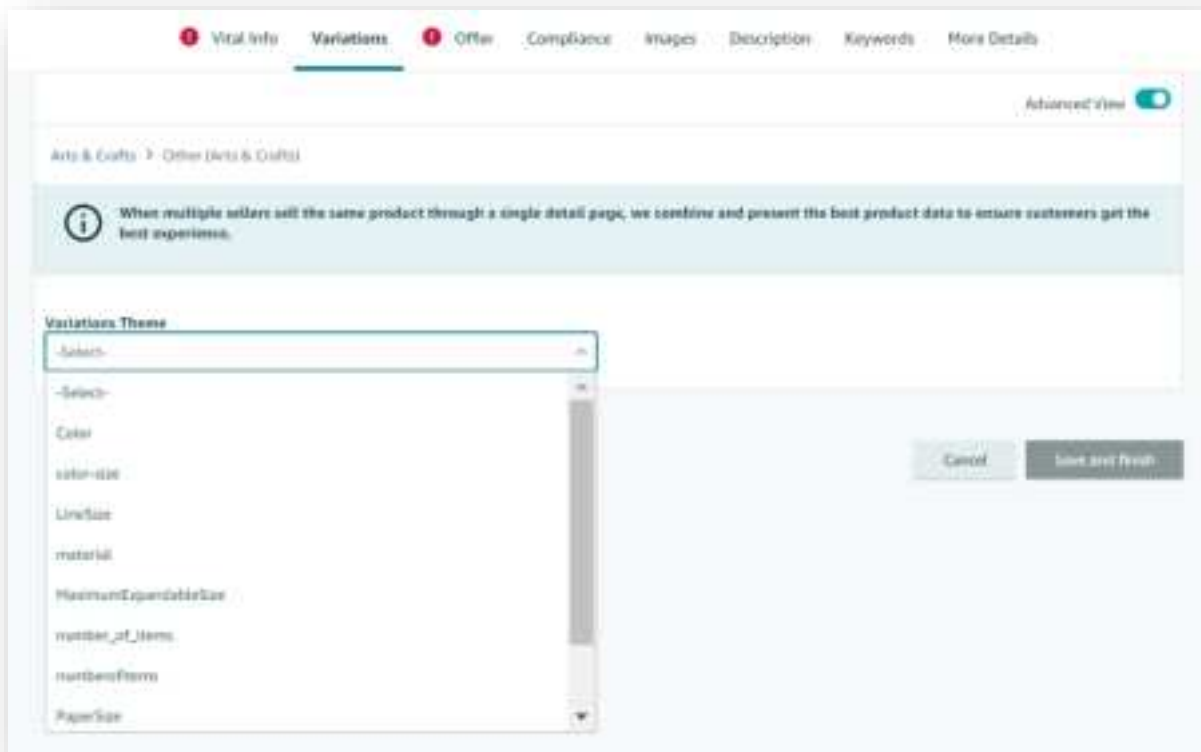 Vital Info Variations Offer Compliance Images Description Keywords More Details
Advanced View
Arts & Crafts > Other (Arts & Crafts)
When multiple sellers sell the same product through a single detail page, we combine and present the best product data to ensure customers get the
best experience.
Variations Theme
-Select-
-Select-
Color
color-size
LineSize
material
MaximumExpandableSize
number_of_items
numberofitems
PaperSize
Cancel Save and finish